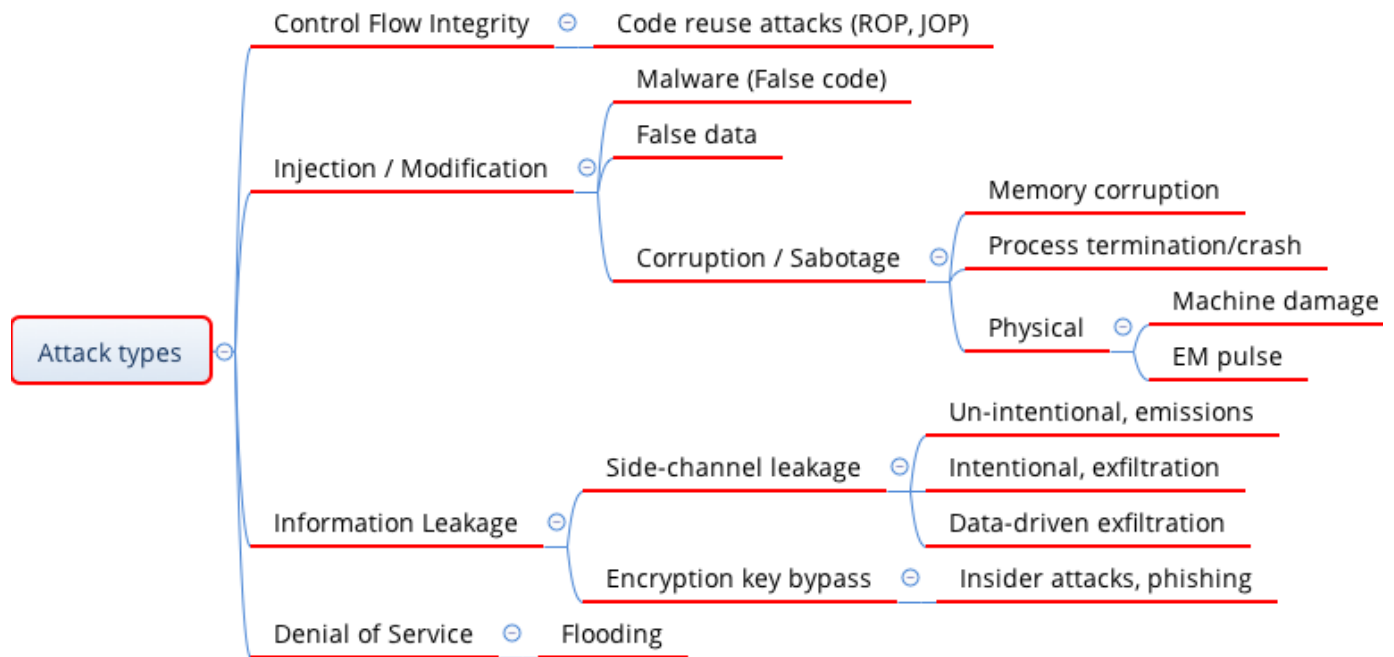 Control Flow Integrity
Code reuse attacks (ROP, JOP)
Malware (False code)
False data
Injection / Modification
Memory corruption
Process termination/crash
Corruption / Sabotage
Machine damage
Physical
EM pulse
Attack types
Un-intentional, emissions
Side-channel leakage
Intentional, exfiltration
Information Leakage
Data-driven exfiltration
Encryption key bypass
Insider attacks, phishing
Denial of Service
Flooding